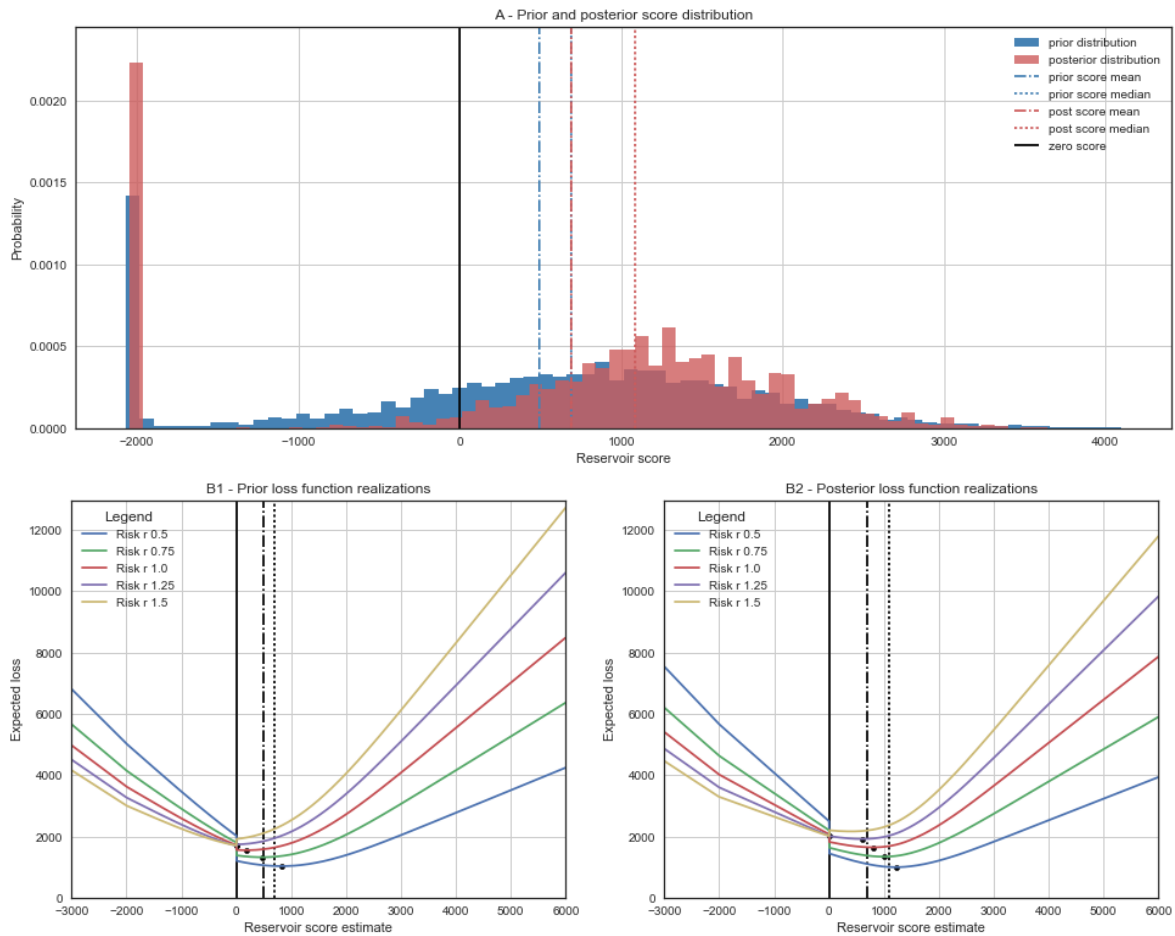 A - Prior and posterior score distribution
prior distribution
posterior distribution
prior score mean
prior score median
post score mean
post score median
zero score
Probability
0.0020
0.0015
0.0010
0.0005
0.0000
−2000 −1000 0 1000 2000 3000 4000
Reservoir score
B1 - Prior loss function realizations
Legend
Risk r 0.5
Risk r 0.75
Risk r 1.0
Risk r 1.25
Risk r 1.5
Expected loss
12000
10000
8000
6000
4000
2000
0
−3000 −2000 −1000 0 1000 2000 3000 4000 5000 6000
Reservoir score estimate
B2 - Posterior loss function realizations
Legend
Risk r 0.5
Risk r 0.75
Risk r 1.0
Risk r 1.25
Risk r 1.5
Expected loss
12000
10000
8000
6000
4000
2000
0
−3000 −2000 −1000 0 1000 2000 3000 4000 5000 6000
Reservoir score estimate